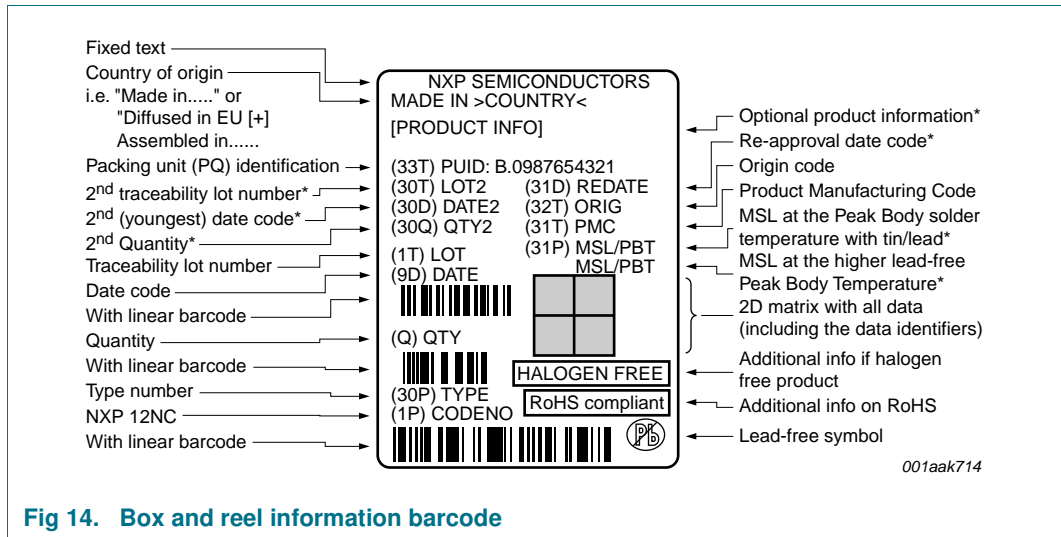 Fixed text
Country of origin
i.e. "Made in....." or
"Diffused in EU [+]
Assembled in......
Packing unit (PQ) identification
2nd traceability lot number*
2nd (youngest) date code*
2nd Quantity*
Traceability lot number
Date code
With linear barcode
Quantity
With linear barcode
Type number
NXP 12NC
With linear barcode
NXP SEMICONDUCTORS
MADE IN >COUNTRY<
[PRODUCT INFO]
(33T) PUID: B.0987654321
(30T) LOT2 (31D) REDATE
(30D) DATE2 (32T) ORIG
(30Q) QTY2 (31T) PMC
(31P) MSL/PBT
(1T) LOT MSL/PBT
(9D) DATE
(Q) QTY
HALOGEN FREE
(30P) TYPE
RoHS compliant
(1P) CODENO
Pb
Optional product information*
Re-approval date code*
Origin code
Product Manufacturing Code
MSL at the Peak Body solder
temperature with tin/lead*
MSL at the higher lead-free
Peak Body Temperature*
2D matrix with all data
(including the data identifiers)
Additional info if halogen
free product
Additional info on RoHS
Lead-free symbol
001aak714
Fig 14. Box and reel information barcode